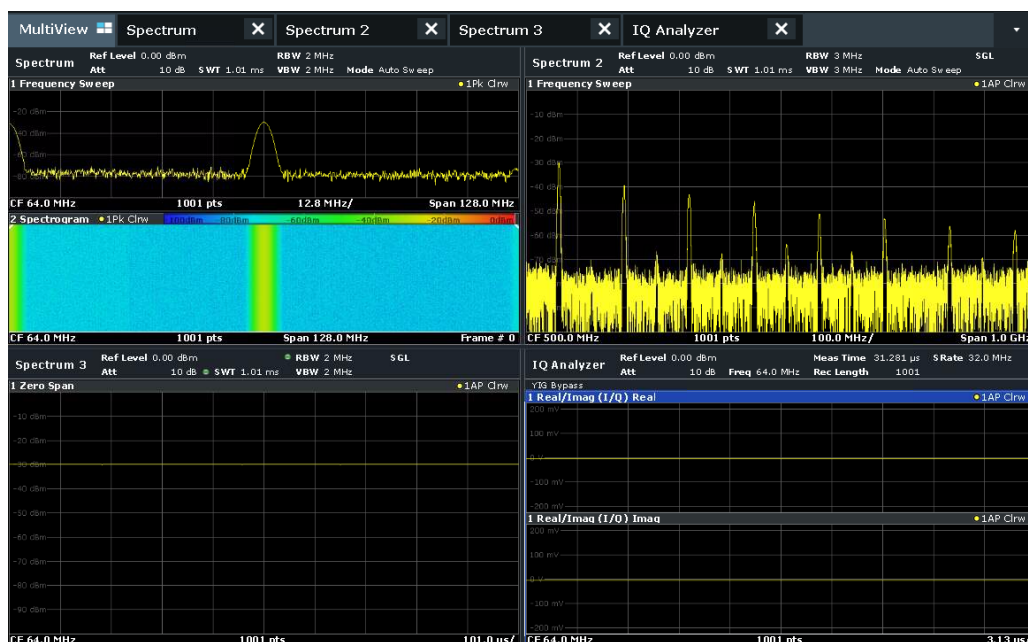 MultiView Spectrum Spectrum 2 Spectrum 3 IQ Analyzer
Spectrum
Ref Level 0.00 dBm RBW 2 MHz
Att 10 dB SWT 1.01 ms VBW 2 MHz Mode Auto Sweep
1 Frequency Sweep 1Pk Clrw
-20 dBm
-40 dBm
-60 dBm
-80 dBm
CF 64.0 MHz 1001 pts 12.8 MHz/ Span 128.0 MHz
2 Spectrogram 1Pk Clrw -100dBm -80dBm -60dBm -40dBm -20dBm 0dBm
CF 64.0 MHz 1001 pts Span 128.0 MHz Frame # 0
Spectrum 2
Ref Level 0.00 dBm RBW 3 MHz SGL
Att 10 dB SWT 1.01 ms VBW 3 MHz Mode Auto Sweep
1 Frequency Sweep 1AP Clrw
-10 dBm
-20 dBm
-30 dBm
-40 dBm
-50 dBm
-60 dBm
-70 dBm
CF 500.0 MHz 1001 pts 100.0 MHz/ Span 1.0 GHz
Spectrum 3
Ref Level 0.00 dBm RBW 2 MHz SGL
Att 10 dB SWT 1.01 ms VBW 2 MHz
1 Zero Span 1AP Clrw
-10 dBm
-20 dBm
-30 dBm
-40 dBm
-50 dBm
-60 dBm
-70 dBm
-80 dBm
-90 dBm
CF 64.0 MHz 1001 pts 101.0 µs/
IQ Analyzer
Ref Level 0.00 dBm Meas Time 31.281 µs SRate 32.0 MHz
Att 10 dB Freq 64.0 MHz Rec Length 1001
YIG Bypass
1 Real/Imag (I/Q) Real 1AP Clrw
200 mV
100 mV
0 V
-100 mV
-200 mV
1 Real/Imag (I/Q) Imag 1AP Clrw
200 mV
100 mV
0 V
-100 mV
-200 mV
CF 64.0 MHz 1001 pts 3.13 µs/